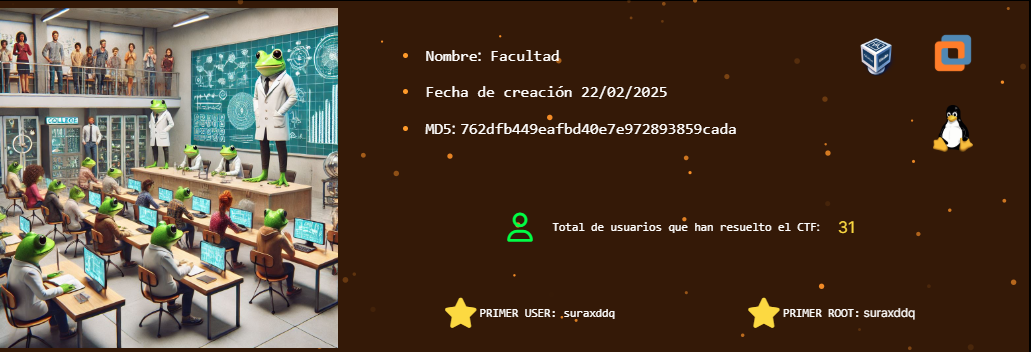 COLLEGE
Nombre: Facultad
Fecha de creación 22/02/2025
MD5: 762dfb449eafbd40e7e972893859cada
Total de usuarios que han resuelto el CTF: 31
PRIMER USER: suraxddq
PRIMER ROOT: suraxddq